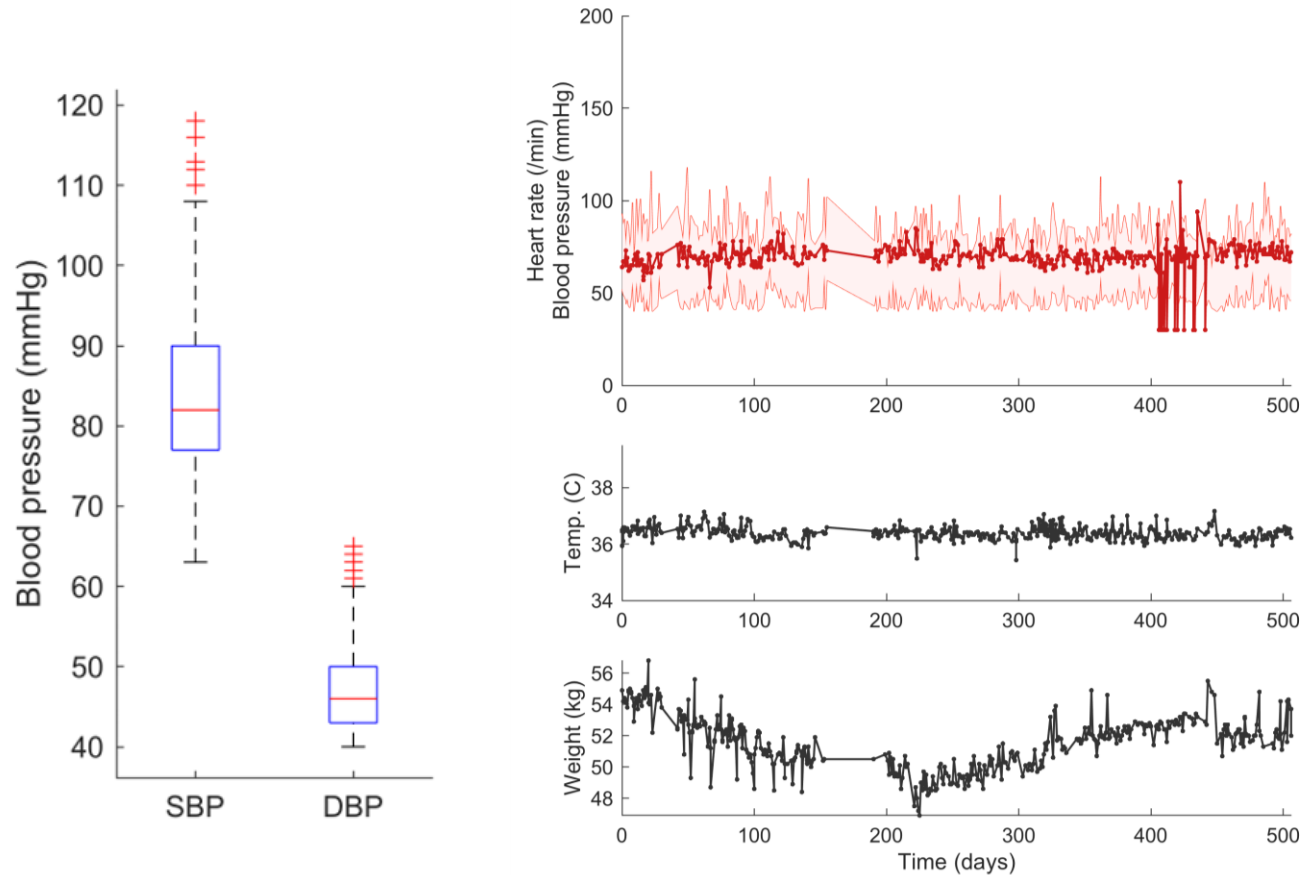 Blood pressure (mmHg)
120
110
100
90
80
70
60
50
40
SBP DBP
Heart rate (/min)
Blood pressure (mmHg)
200
150
100
50
0
0 100 200 300 400 500
Temp. (C)
38
36
34
0 100 200 300 400 500
Weight (kg)
56
54
52
50
48
0 100 200 300 400 500
Time (days)